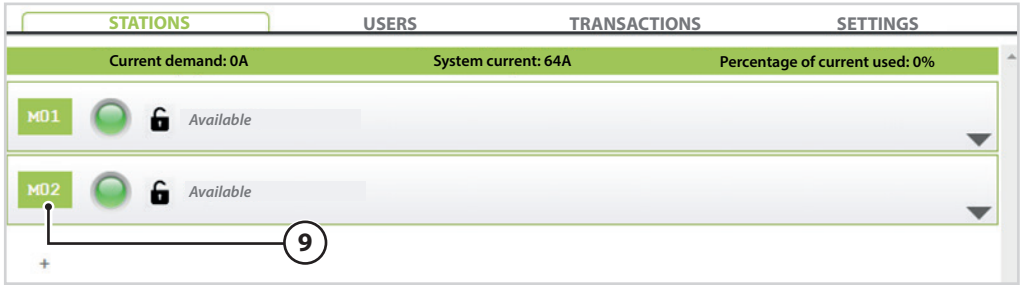 STATIONS USERS TRANSACTIONS SETTINGS
Current demand: 0A System current: 64A Percentage of current used: 0%
M01 Available
M02 Available
9
+